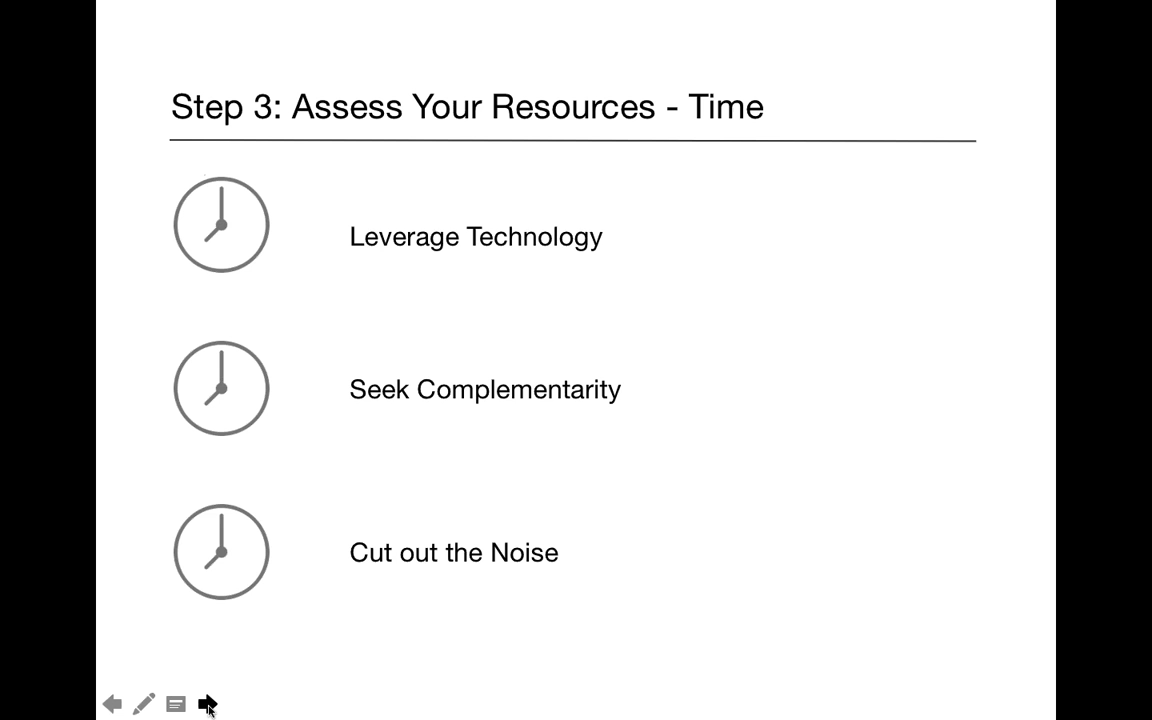 Step 3: Assess Your Resources - Time
Leverage Technology
Seek Complementarity
Cut out the Noise